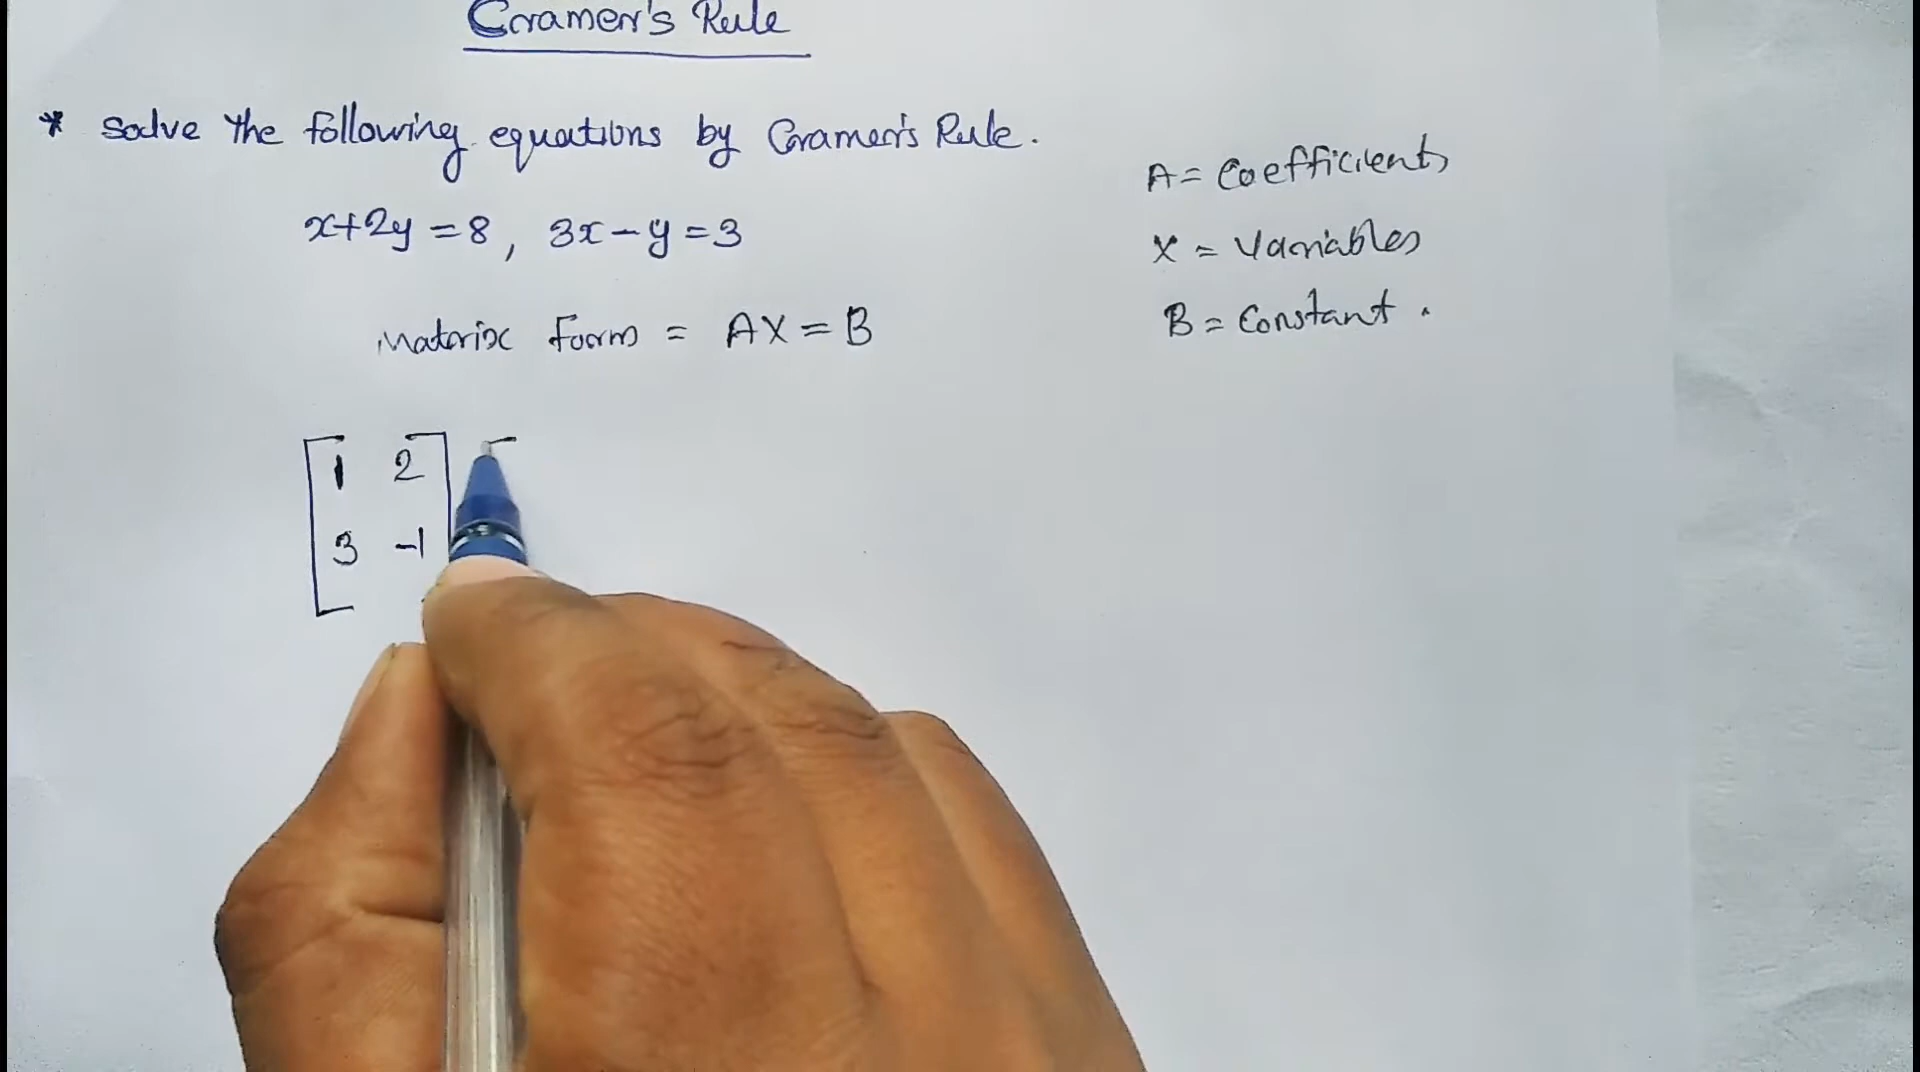 Cramer's Rule
* Solve the following equations by Cramer's Rule.
x+2y=8, 3x-y=3
Matrix Form = AX=B
A= Coefficients
X = Variables
B= Constant.
1 2
3 -1